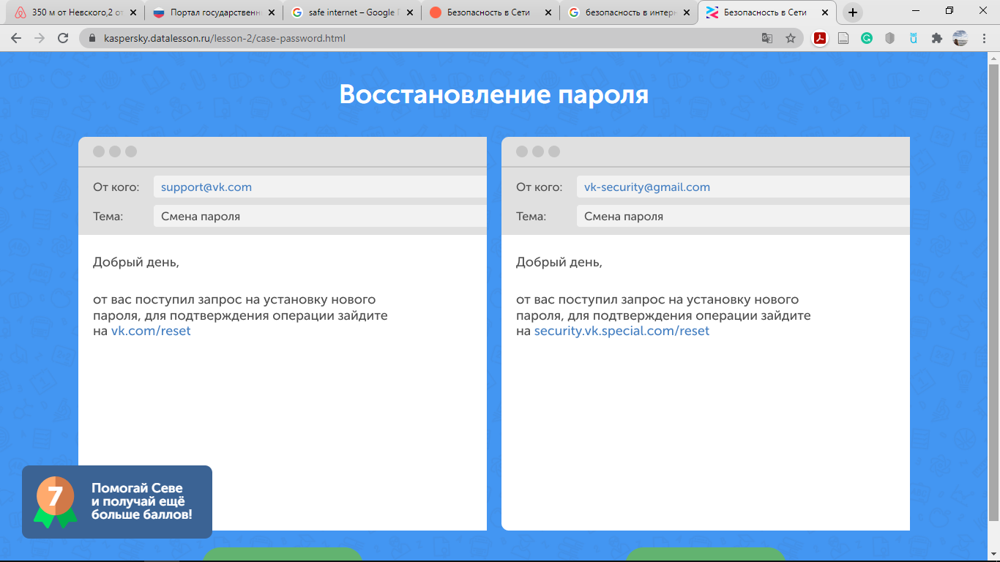 350 м от Невского,2 от
Портал государственн
safe internet – Google П
Безопасность в Сети
безопасность в интерн
Безопасность в Сети
kaspersky.datalesson.ru/lesson-2/case-password.html
Восстановление пароля
От кого: support@vk.com
Тема: Смена пароля
Добрый день,
от вас поступил запрос на установку нового
пароля, для подтверждения операции зайдите
на vk.com/reset
От кого: vk-security@gmail.com
Тема: Смена пароля
Добрый день,
от вас поступил запрос на установку нового
пароля, для подтверждения операции зайдите
на security.vk.special.com/reset
7
Помогай Севе
и получай ещё
больше баллов!